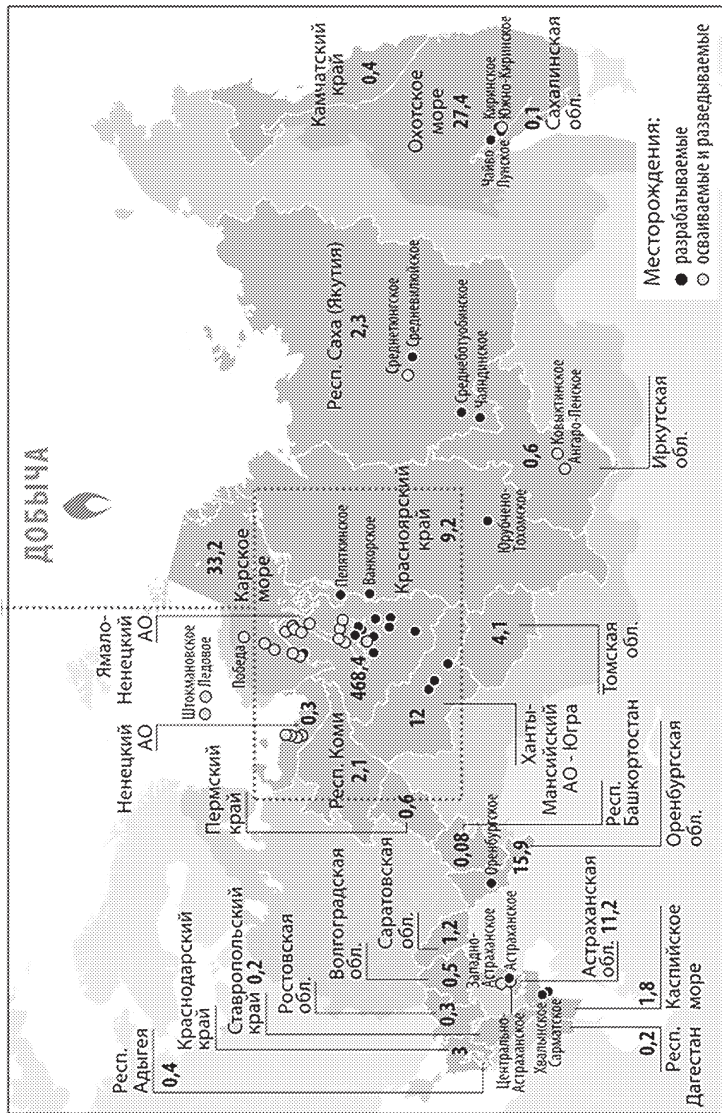 ДОБЫЧА
Респ.
Адыгея
0,4
Краснодарский
край
3
Ставропольский
край 0,2
Ростовская
обл.
0,3
Волгоградская
обл.
0,5
Саратовская
обл.
1,2
Пермский
край
0,6
Ненецкий
АО
0,3
Ямало-
Ненецкий
АО
468,4
Штокмановское
Ледовое
Победа
33,2
Карское
море
Респ. Коми
2,1
Пеляткинское
Ванкорское
Красноярский
край
9,2
Юрубчено-
Тохомское
12
Ханты-
Мансийский
АО - Югра
4,1
Томская
обл.
0,08
Респ.
Башкортостан
Оренбургское
15,9
Оренбургская
обл.
Западно-
Астраханское
Астраханское
Центрально-
Астраханское
Астраханская
обл. 11,2
Хвалынское
Сарматское
1,8
Каспийское
море
0,2
Респ.
Дагестан
Респ. Саха (Якутия)
2,3
Среднетюнгское
Средневилюйское
Среднеботуобинское
Чаяндинское
0,6
Ковыктинское
Ангаро-Ленское
Иркутская
обл.
Камчатский
край
0,4
Охотское
море
27,4
Чайво
Лунское
Киринское
Южно-Киринское
0,1
Сахалинская
обл.
Месторождения:
разрабатываемые
осваиваемые и разведываемые